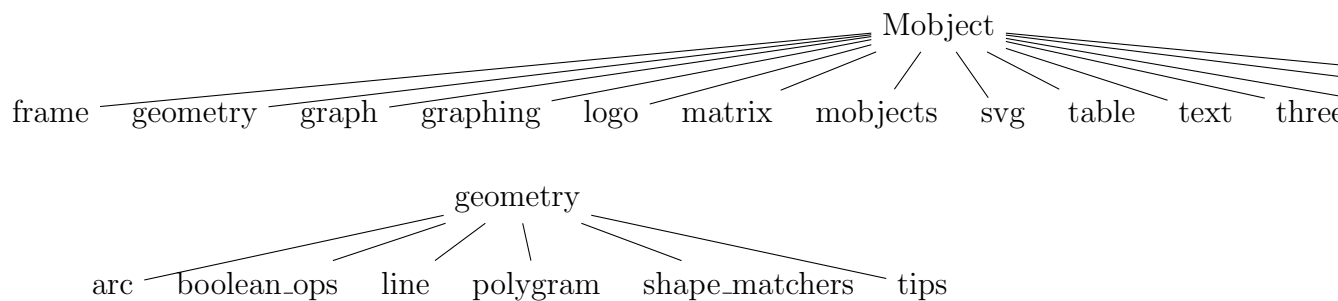 Mobject
frame geometry graph graphing logo matrix mobjects svg table text
geometry
arc boolean_ops line polygram shape_matchers tips